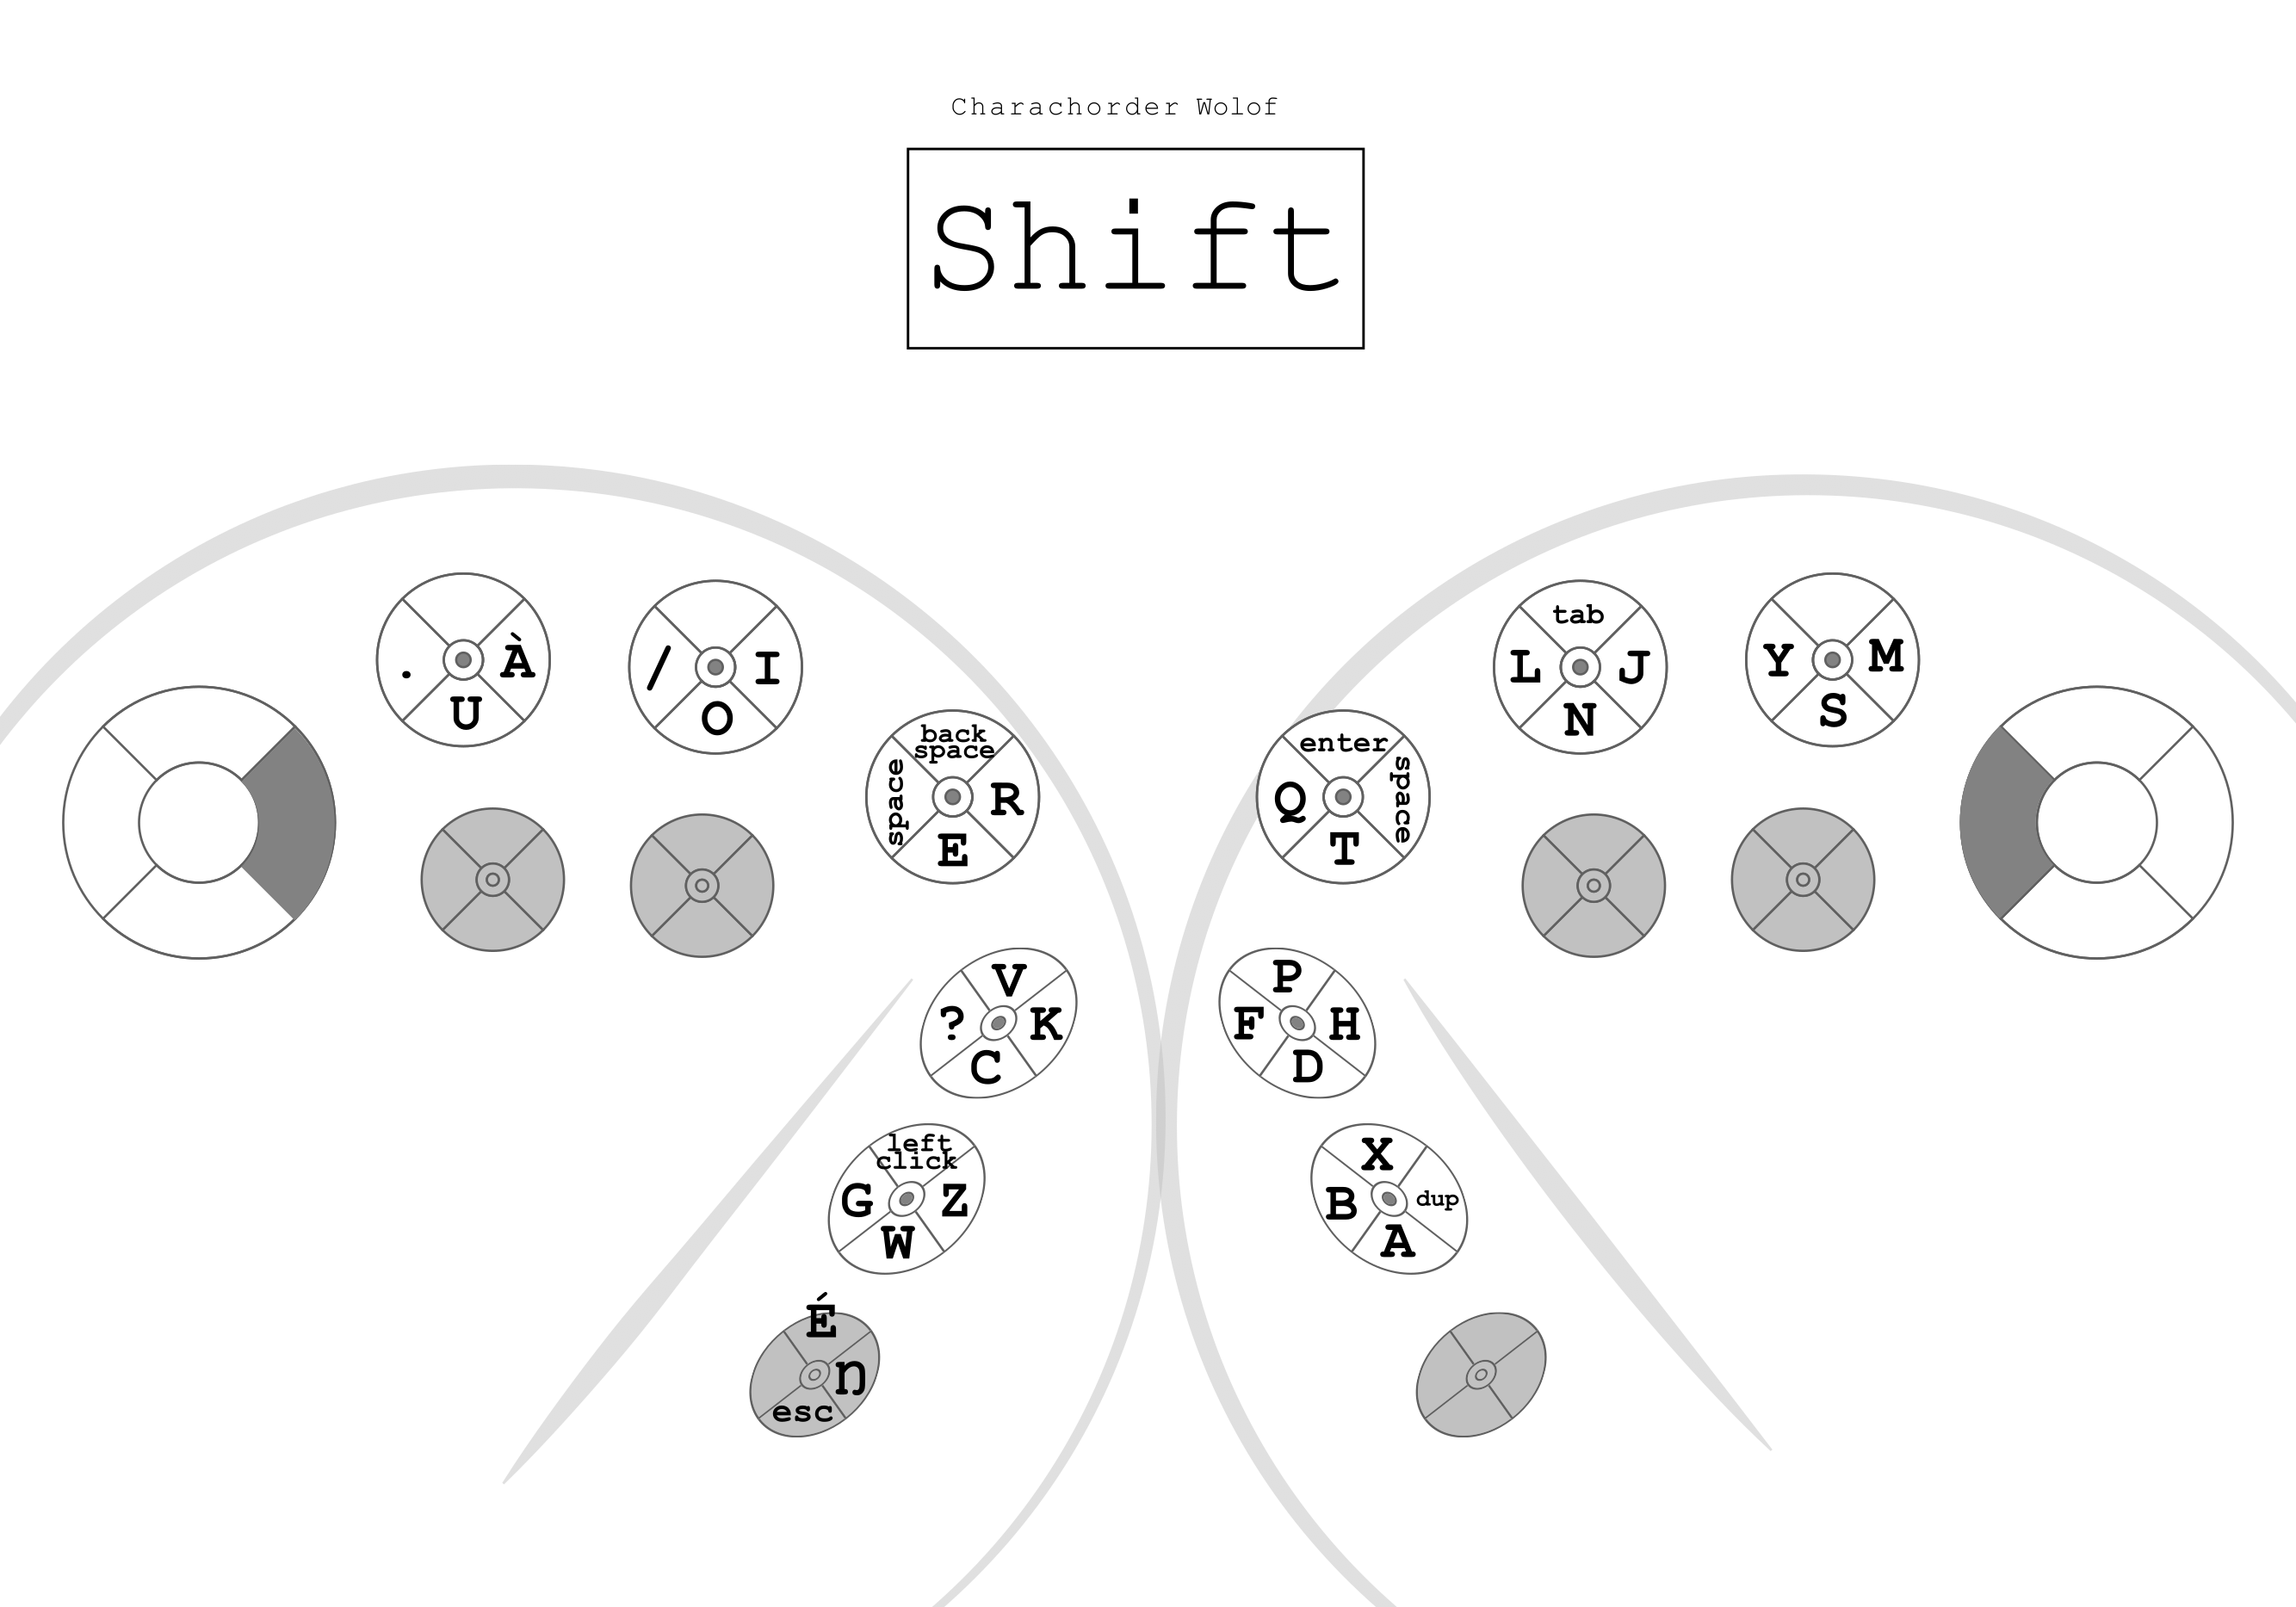 Charachorder Wolof
Shift
. À U
/ I O
back
space
space R E
enter
Q space T
tab
L J N
Y M S
V
? K
C
P
F H
D
left
click
G Z
W
X
B dup
A
É
ŋ
esc